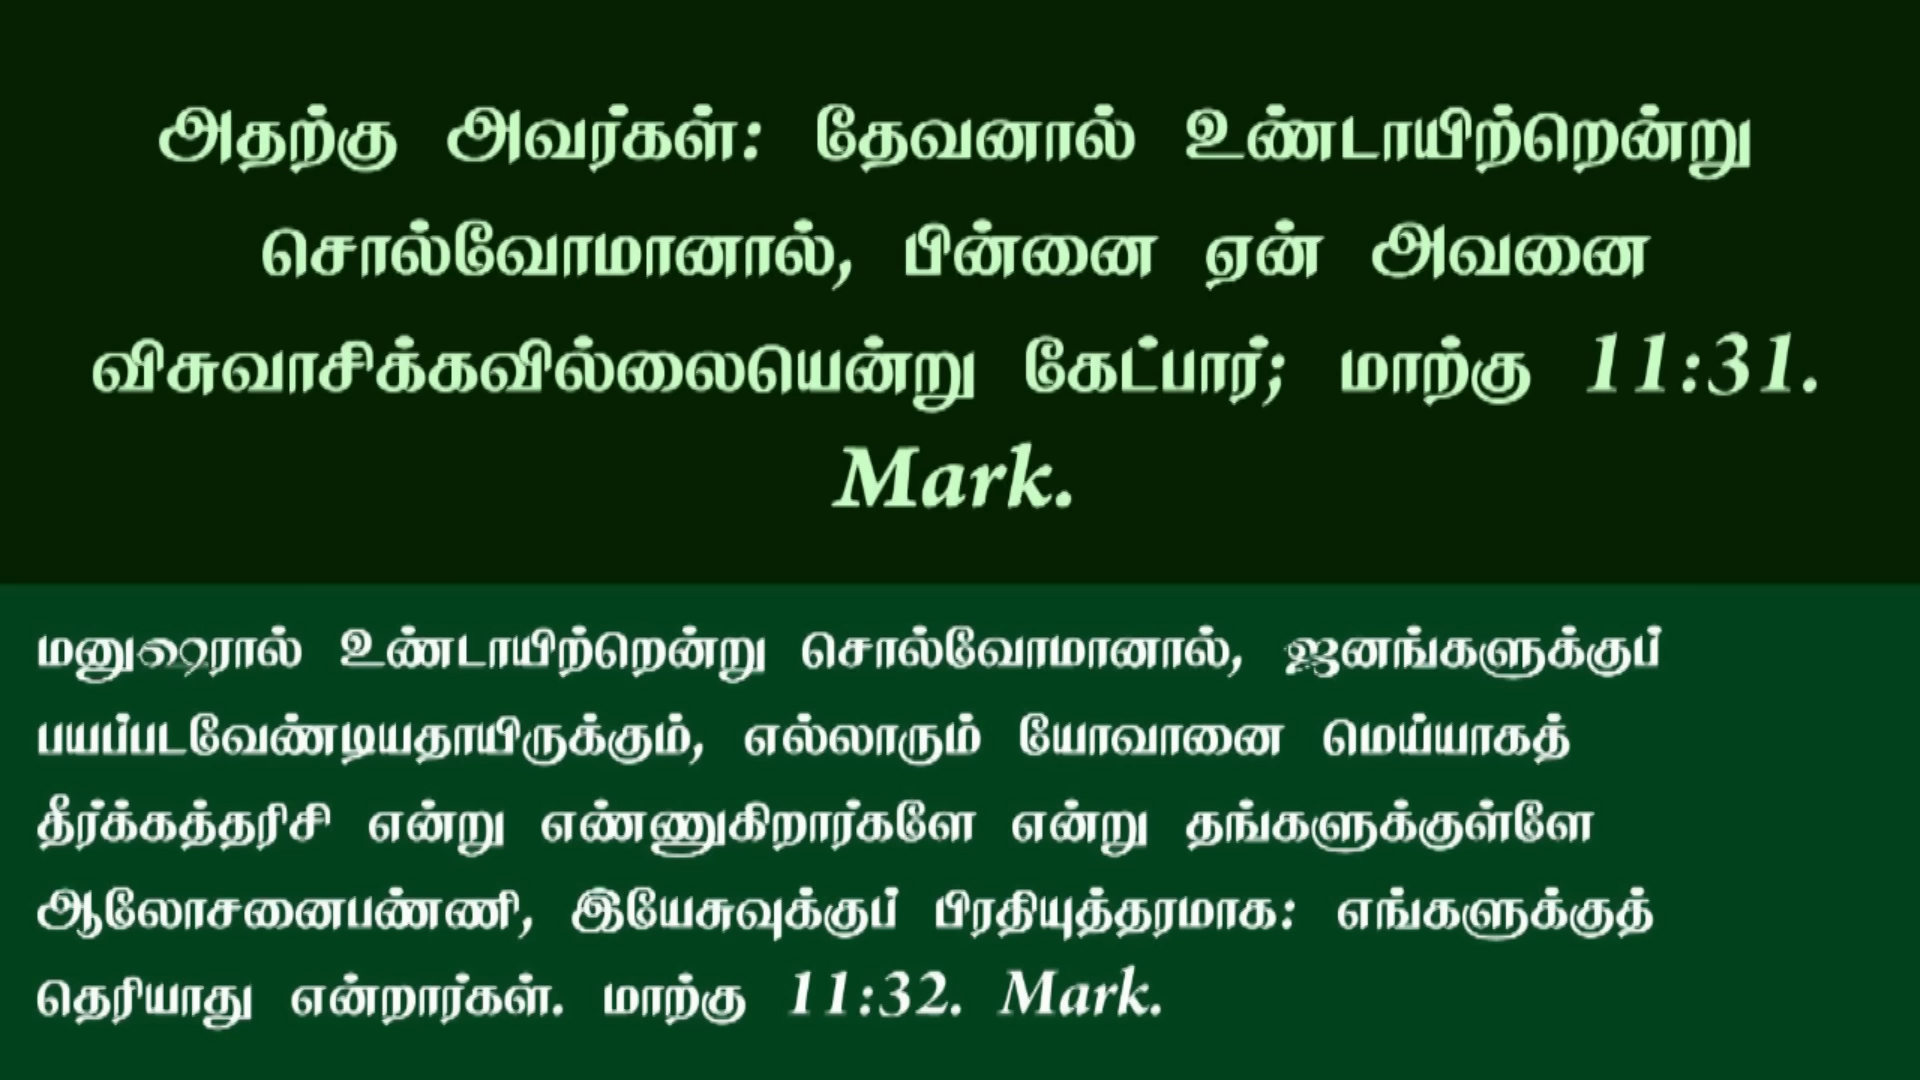 அதற்கு அவர்கள்: தேவனால் உண்டாயிற்றென்று
சொல்வோமானால், பின்னை ஏன் அவனை
விசுவாசிக்கவில்லையென்று கேட்பார்; மாற்கு 11:31.
Mark.
மனுஷரால் உண்டாயிற்றென்று சொல்வோமானால், ஜனங்களுக்குப்
பயப்படவேண்டியதாயிருக்கும், எல்லாரும் யோவானை மெய்யாகத்
தீர்க்கத்தரிசி என்று எண்ணுகிறார்களே என்று தங்களுக்குள்ளே
ஆலோசனைபண்ணி, இயேசுவுக்குப் பிரதியுத்தரமாக: எங்களுக்குத்
தெரியாது என்றார்கள். மாற்கு 11:32. Mark.